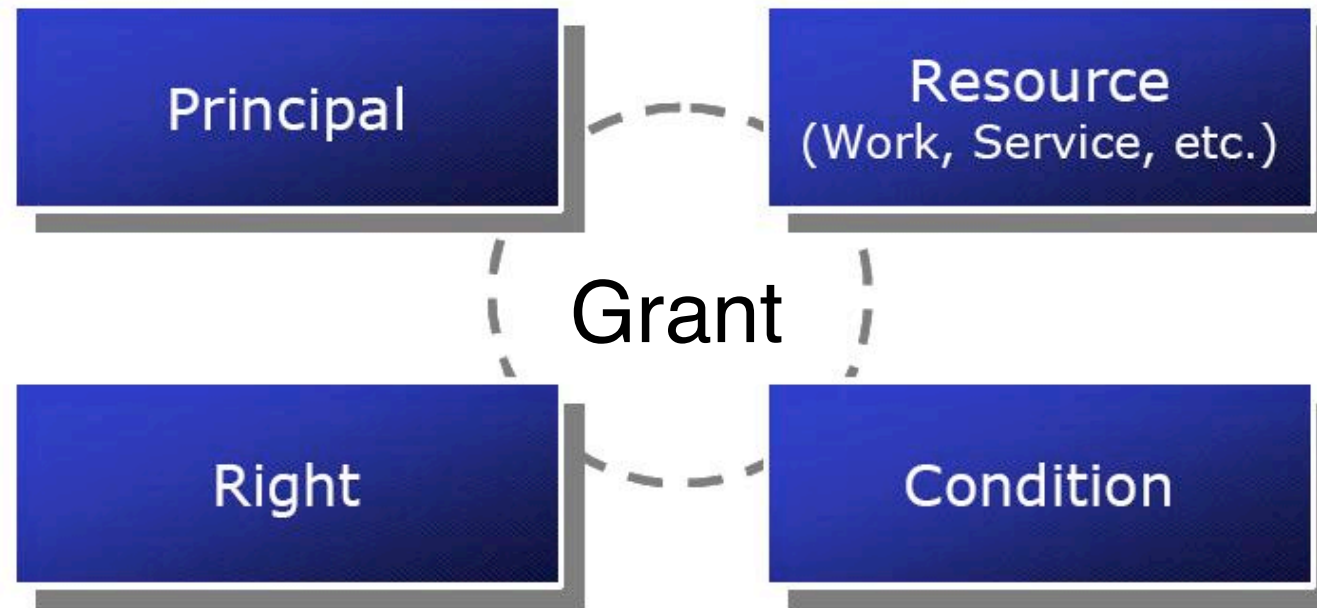 Principal
Resource
(Work, Service, etc.)
Grant
Right
Condition